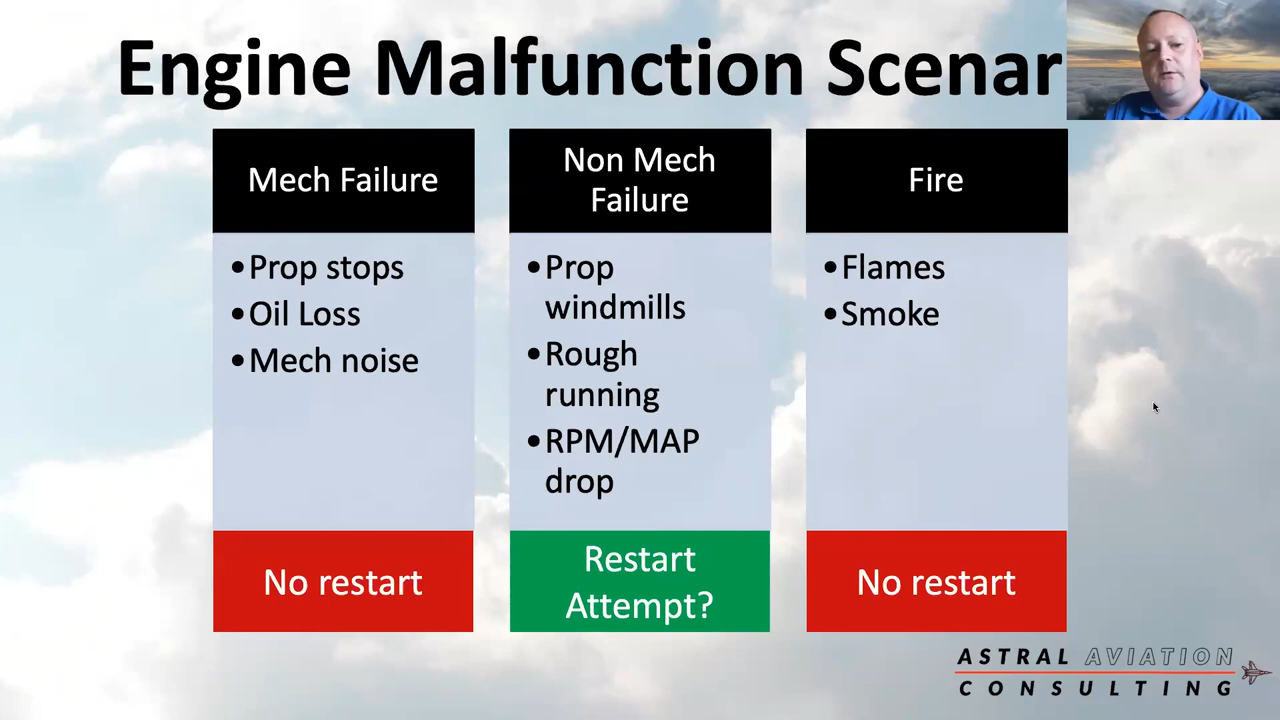 Engine Malfunction Scenar
Mech Failure
•Prop stops
•Oil Loss
•Mech noise
No restart
Non Mech
Failure
•Prop
windmills
•Rough
running
•RPM/MAP
drop
Restart
Attempt?
Fire
•Flames
•Smoke
No restart
ASTRAL AVIATION
CONSULTING